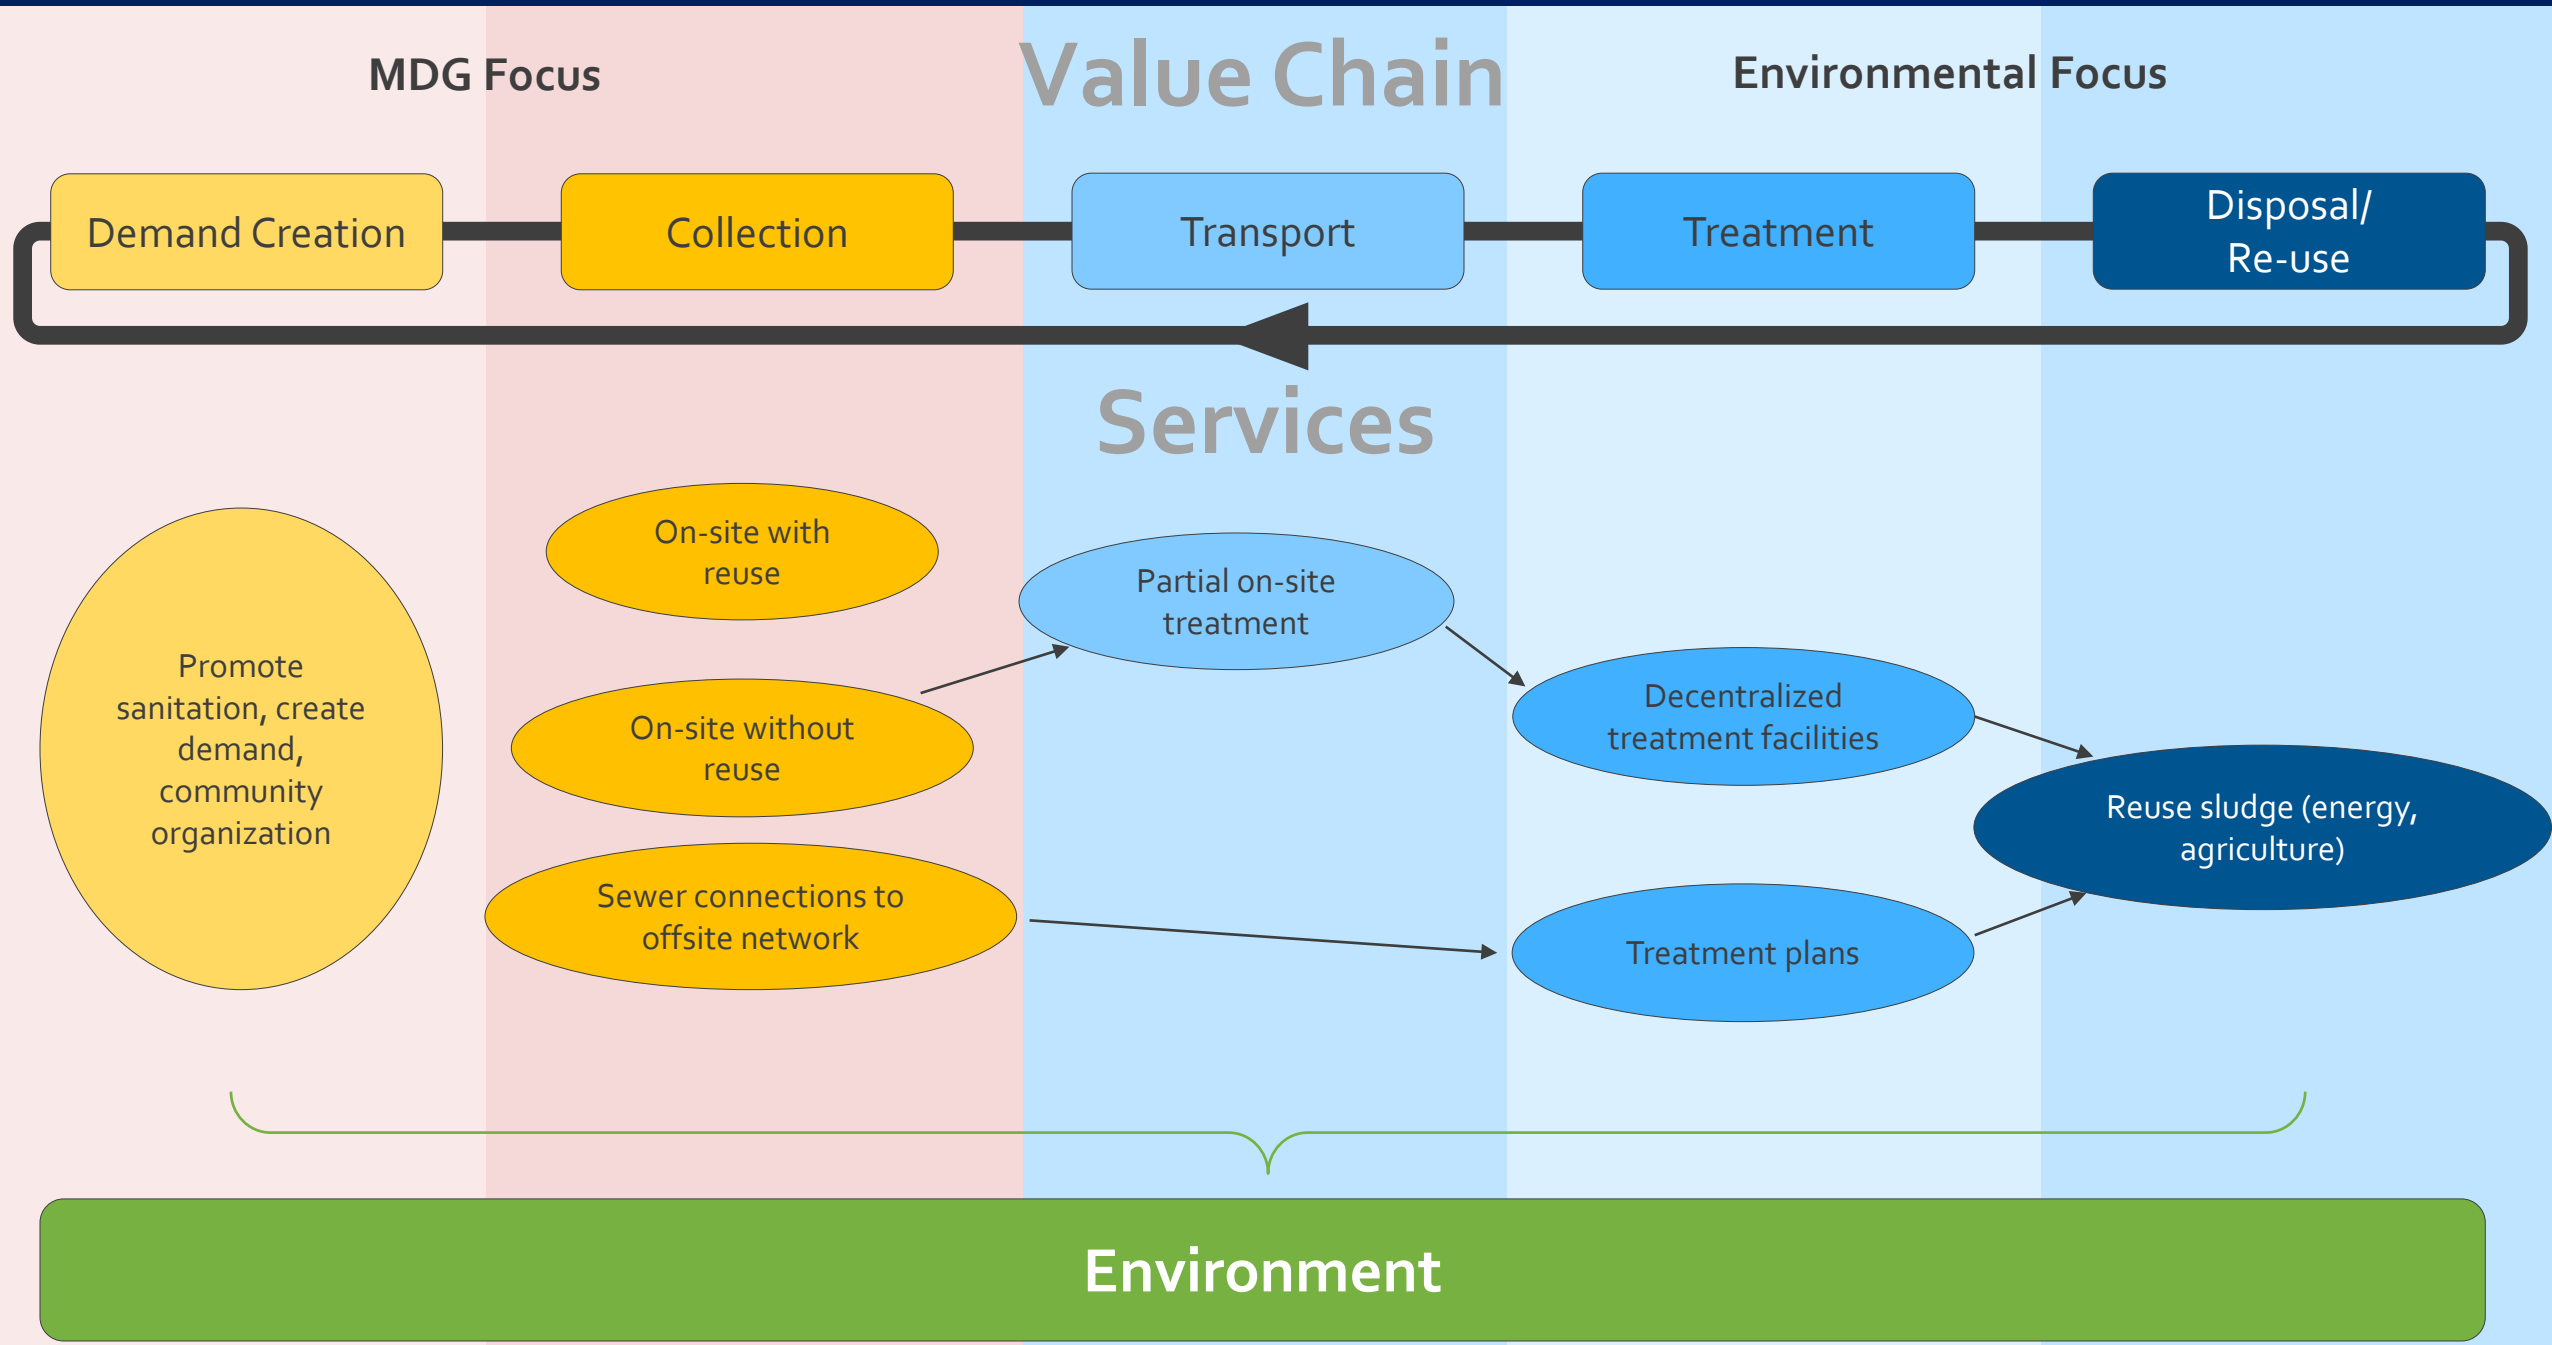 MDG Focus
Value Chain
Environmental Focus
Demand Creation
Collection
Transport
Treatment
Disposal/
Re-use
Services
Promote
sanitation, create
demand,
community
organization
On-site with
reuse
On-site without
reuse
Sewer connections to
offsite network
Partial on-site
treatment
Decentralized
treatment facilities
Treatment plans
Reuse sludge (energy,
agriculture)
Environment